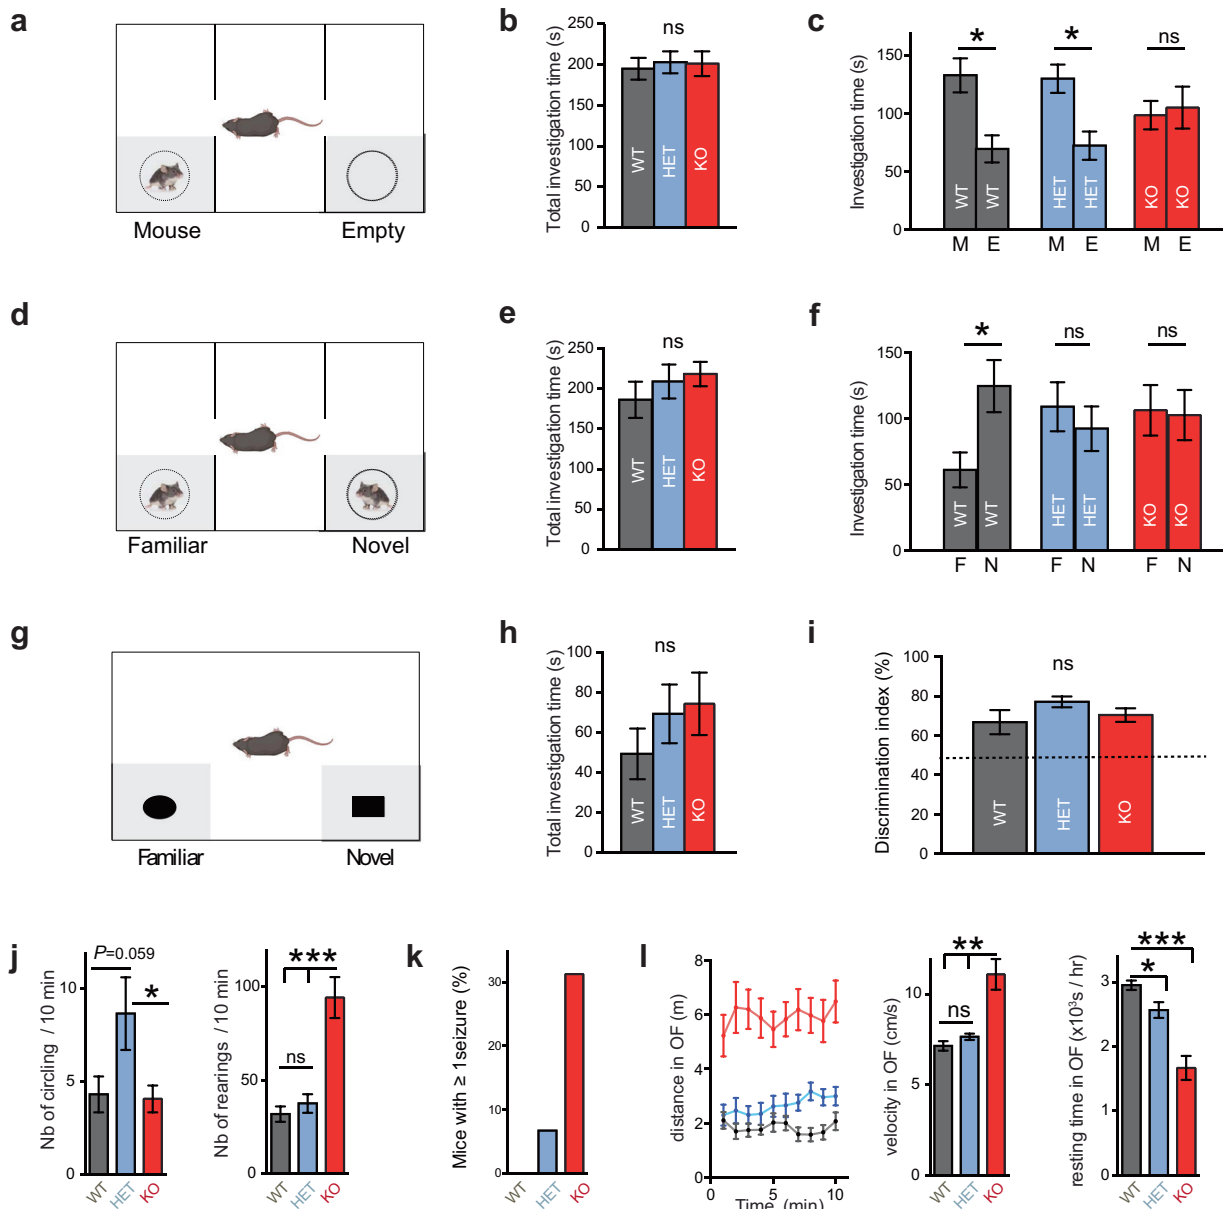 a
Mouse
Empty
b
Total investigation time (s)
250
200
150
100
50
0
ns
WT
HET
KO
c
Investigation time (s)
150
100
50
0
*
*
ns
WT
WT
HET
HET
KO
KO
M
E
M
E
M
E
d
Familiar
Novel
e
Total investigation time (s)
250
200
150
100
50
0
ns
WT
HET
KO
f
Investigation time (s)
150
100
50
0
*
ns
ns
WT
WT
HET
HET
KO
KO
F
N
F
N
F
N
g
Familiar
Novel
h
Total investigation time (s)
100
80
60
40
20
0
ns
WT
HET
KO
i
Discrimination index (%)
100
80
60
40
20
0
ns
WT
HET
KO
j
Nb of circling / 10 min
10
5
0
P=0.059
*
WT
HET
KO
Nb of rearings / 10 min
100
50
0
***
ns
WT
HET
KO
k
Mice with ≥ 1seizure (%)
30
20
10
0
WT
HET
KO
l
distance in OF (m)
8
6
4
2
0
0
5
10
Time (min)
velocity in OF (cm/s)
10
5
0
**
ns
WT
HET
KO
resting time in OF (x10³s / hr)
3
2
1
0
***
*
WT
HET
KO